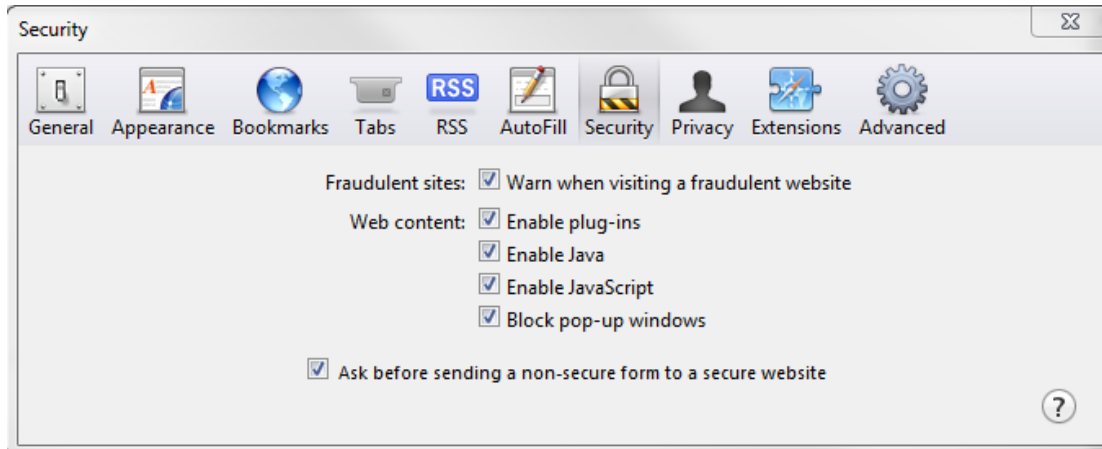 Security
RSS
General Appearance Bookmarks Tabs RSS AutoFill Security Privacy Extensions Advanced
Fraudulent sites: Warn when visiting a fraudulent website
Web content: Enable plug-ins
Enable Java
Enable JavaScript
Block pop-up windows
Ask before sending a non-secure form to a secure website
?